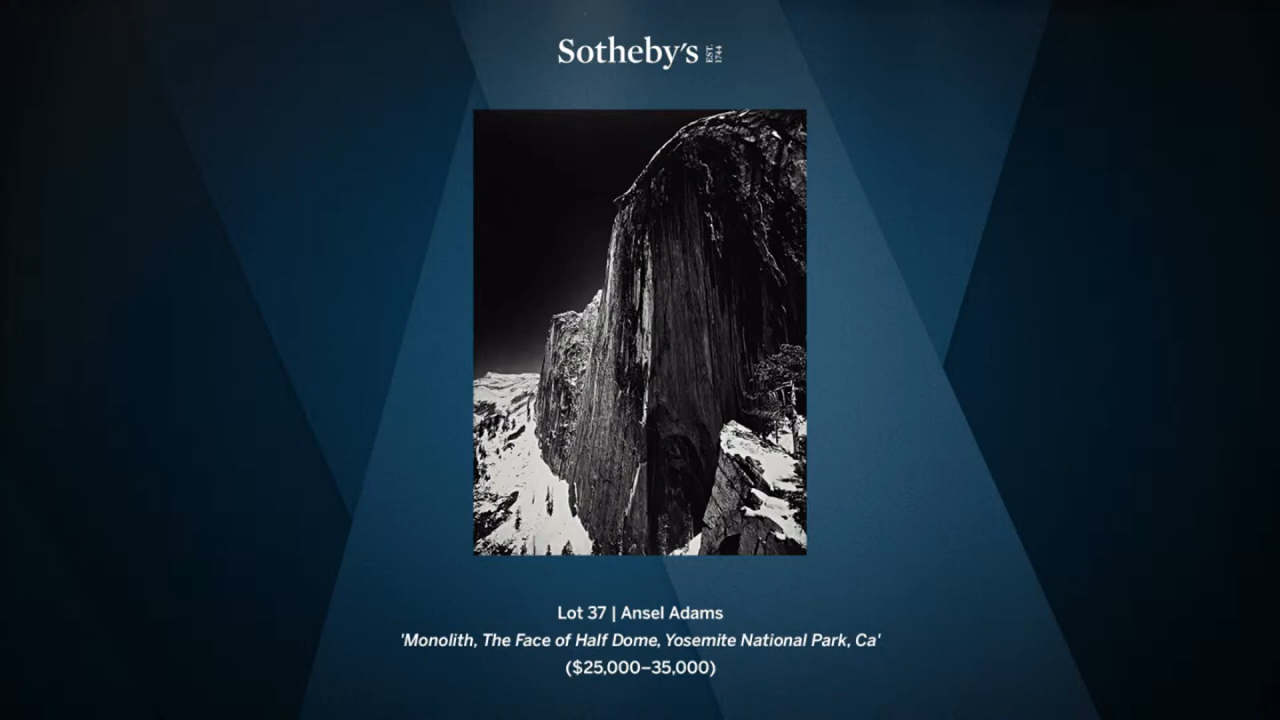 Sotheby's EST. 1744
Lot 37 | Ansel Adams
'Monolith, The Face of Half Dome, Yosemite National Park, Ca'
($25,000–35,000)